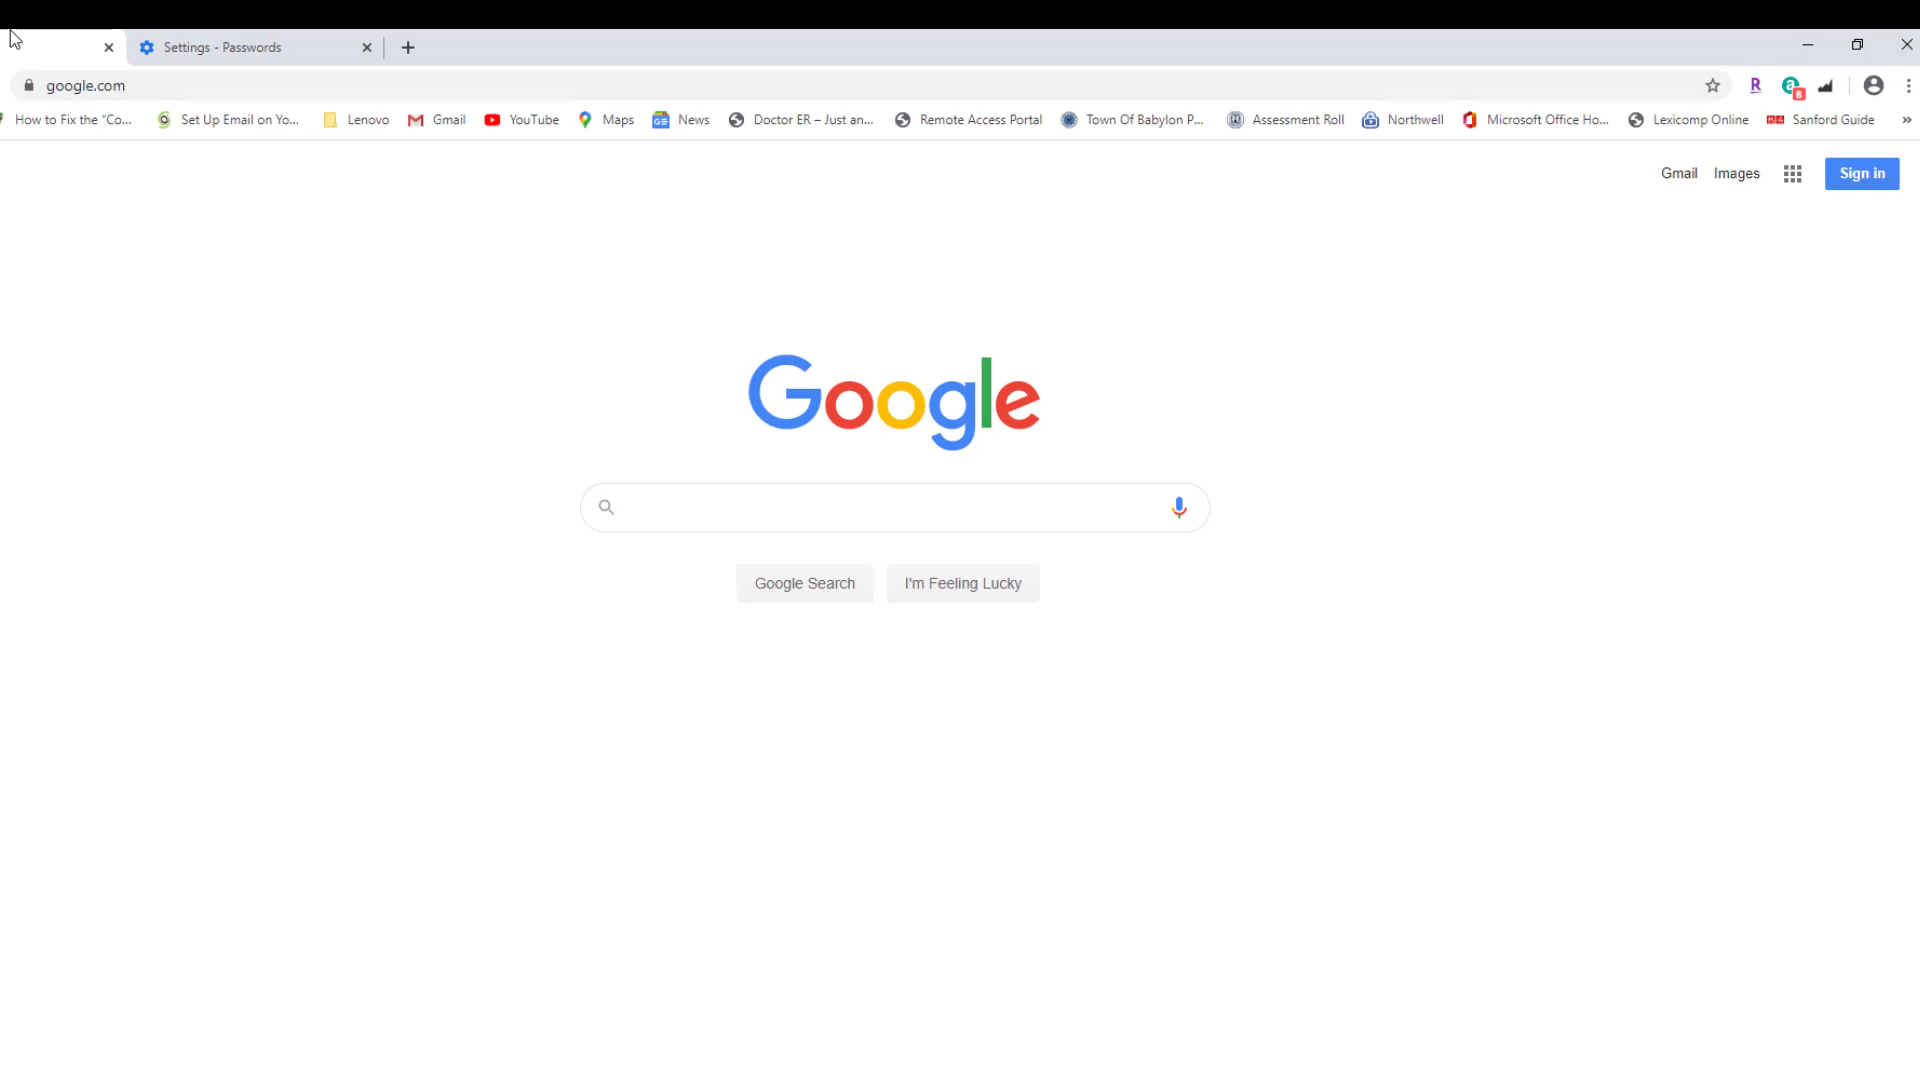 Settings - Passwords
google.com
How to Fix the "Co... Set Up Email on Yo... Lenovo Gmail YouTube Maps News Doctor ER – Just an... Remote Access Portal Town Of Babylon P... Assessment Roll Northwell Microsoft Office Ho... Lexicomp Online Sanford Guide »
Gmail Images Sign in
Google
Google Search I'm Feeling Lucky